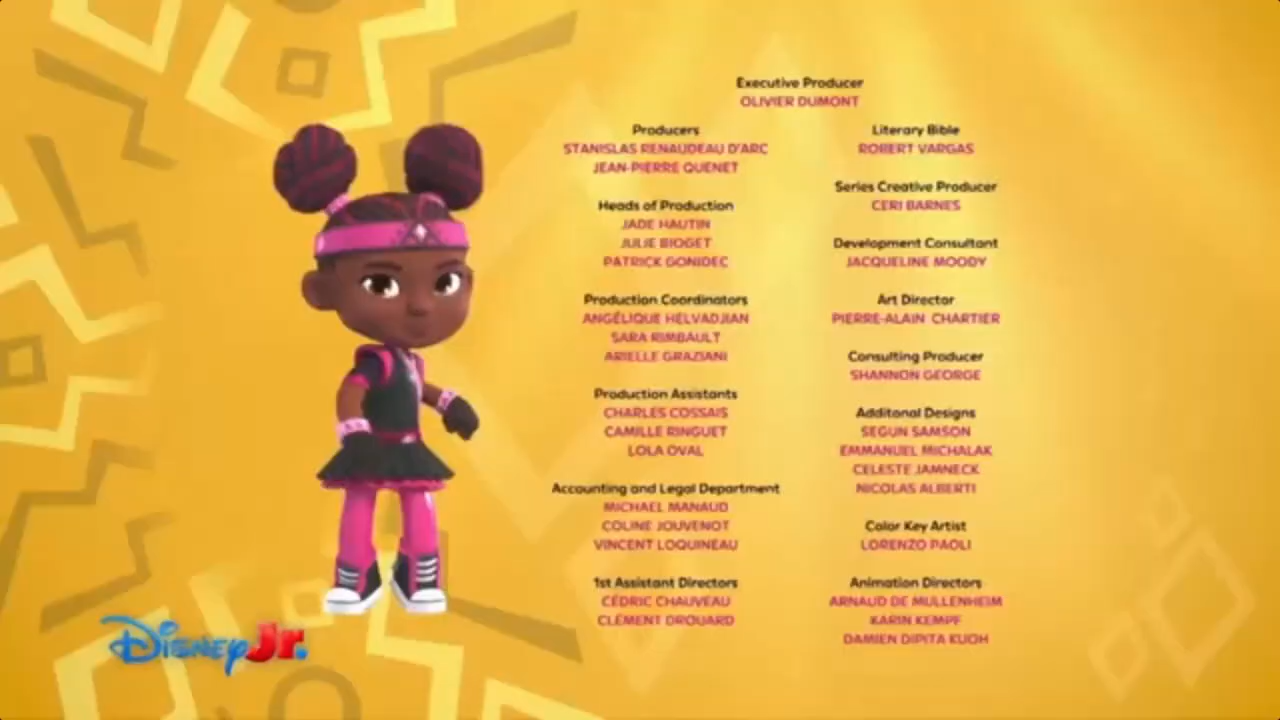 Executive Producer
OLIVIER DUMONT
Producers
STANISLAS RENAUDEAU D'ARC
JEAN-PIERRE QUENET
Heads of Production
JADE HAUTIN
JULIE BIOGET
PATRICK GONIDEC
Production Coordinators
ANGÉLIQUE HELVADJIAN
SARA RIMBAULT
ARIELLE GRAZIANI
Production Assistants
CHARLES COSSAIS
CAMILLE RINGUET
LOLA OVAL
Accounting and Legal Department
MICHAEL MANAUD
COLINE JOUVENOT
VINCENT LOQUINEAU
1st Assistant Directors
CÉDRIC CHAUVEAU
CLÉMENT DROUARD
Literary Bible
ROBERT VARGAS
Series Creative Producer
CERI BARNES
Development Consultant
JACQUELINE MOODY
Art Director
PIERRE-ALAIN CHARTIER
Consulting Producer
SHANNON GEORGE
Additonal Designs
SEGUN SAMSON
EMMANUEL MICHALAK
CELESTE JAMNECK
NICOLAS ALBERTI
Color Key Artist
LORENZO PAOLI
Animation Directors
ARNAUD DE MULLENHEIM
KARIN KEMPF
DAMIEN DIPITA KUOH
Disney Jr.